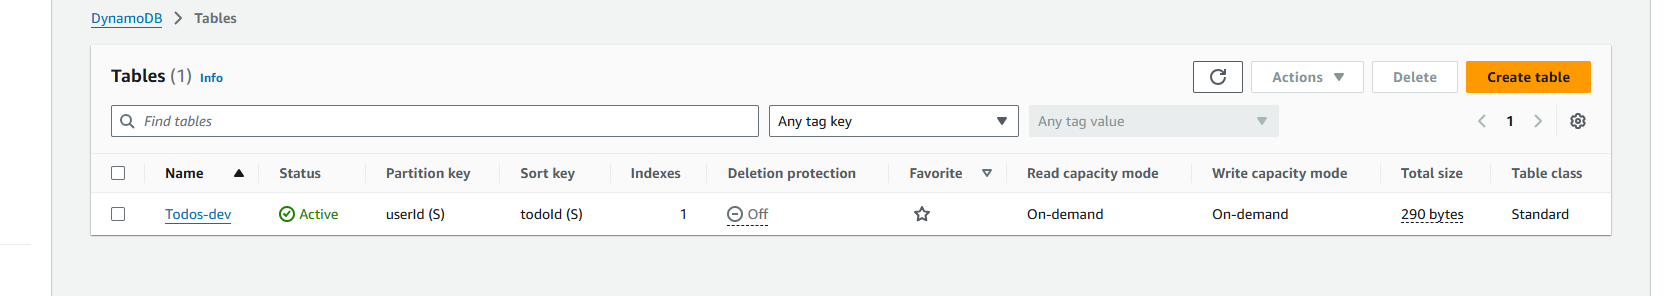 DynamoDB > Tables
Tables (1) Info
Actions Delete Create table
Find tables Any tag key Any tag value 1
Name Status Partition key Sort key Indexes Deletion protection Favorite Read capacity mode Write capacity mode Total size Table class
Todos-dev Active userId (S) todoId (S) 1 Off On-demand On-demand 290 bytes Standard